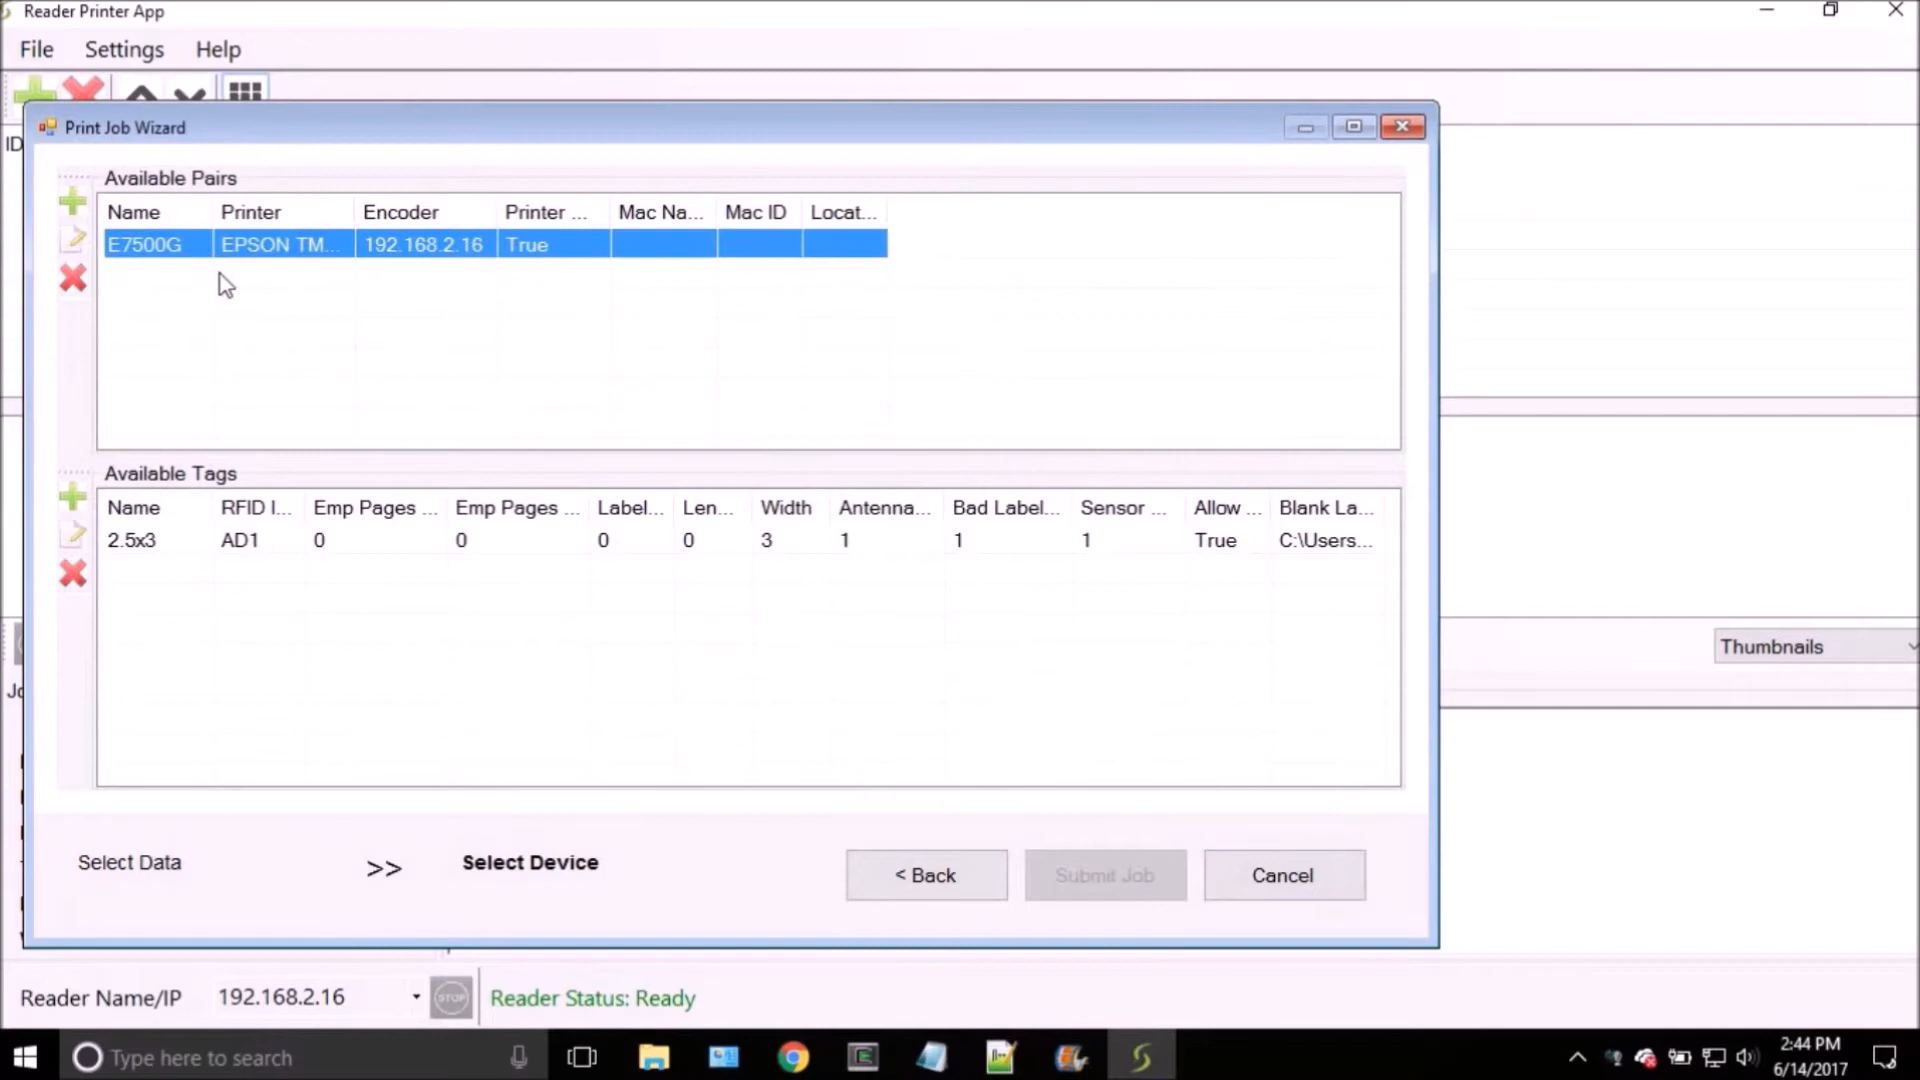 Reader Printer App
File Settings Help
ID
Print Job Wizard
Available Pairs
Name Printer Encoder Printer ... Mac Na... Mac ID Locat...
E7500G EPSON TM... 192.168.2.16 True
Available Tags
Name RFID I... Emp Pages ... Emp Pages ... Label... Len... Width Antenna... Bad Label... Sensor ... Allow ... Blank La...
2.5x3 AD1 0 0 0 0 3 1 1 1 True C:\Users...
Thumbnails
Select Data >> Select Device < Back Submit Job Cancel
Reader Name/IP 192.168.2.16 STOP Reader Status: Ready
Type here to search
2:44 PM
6/14/2017